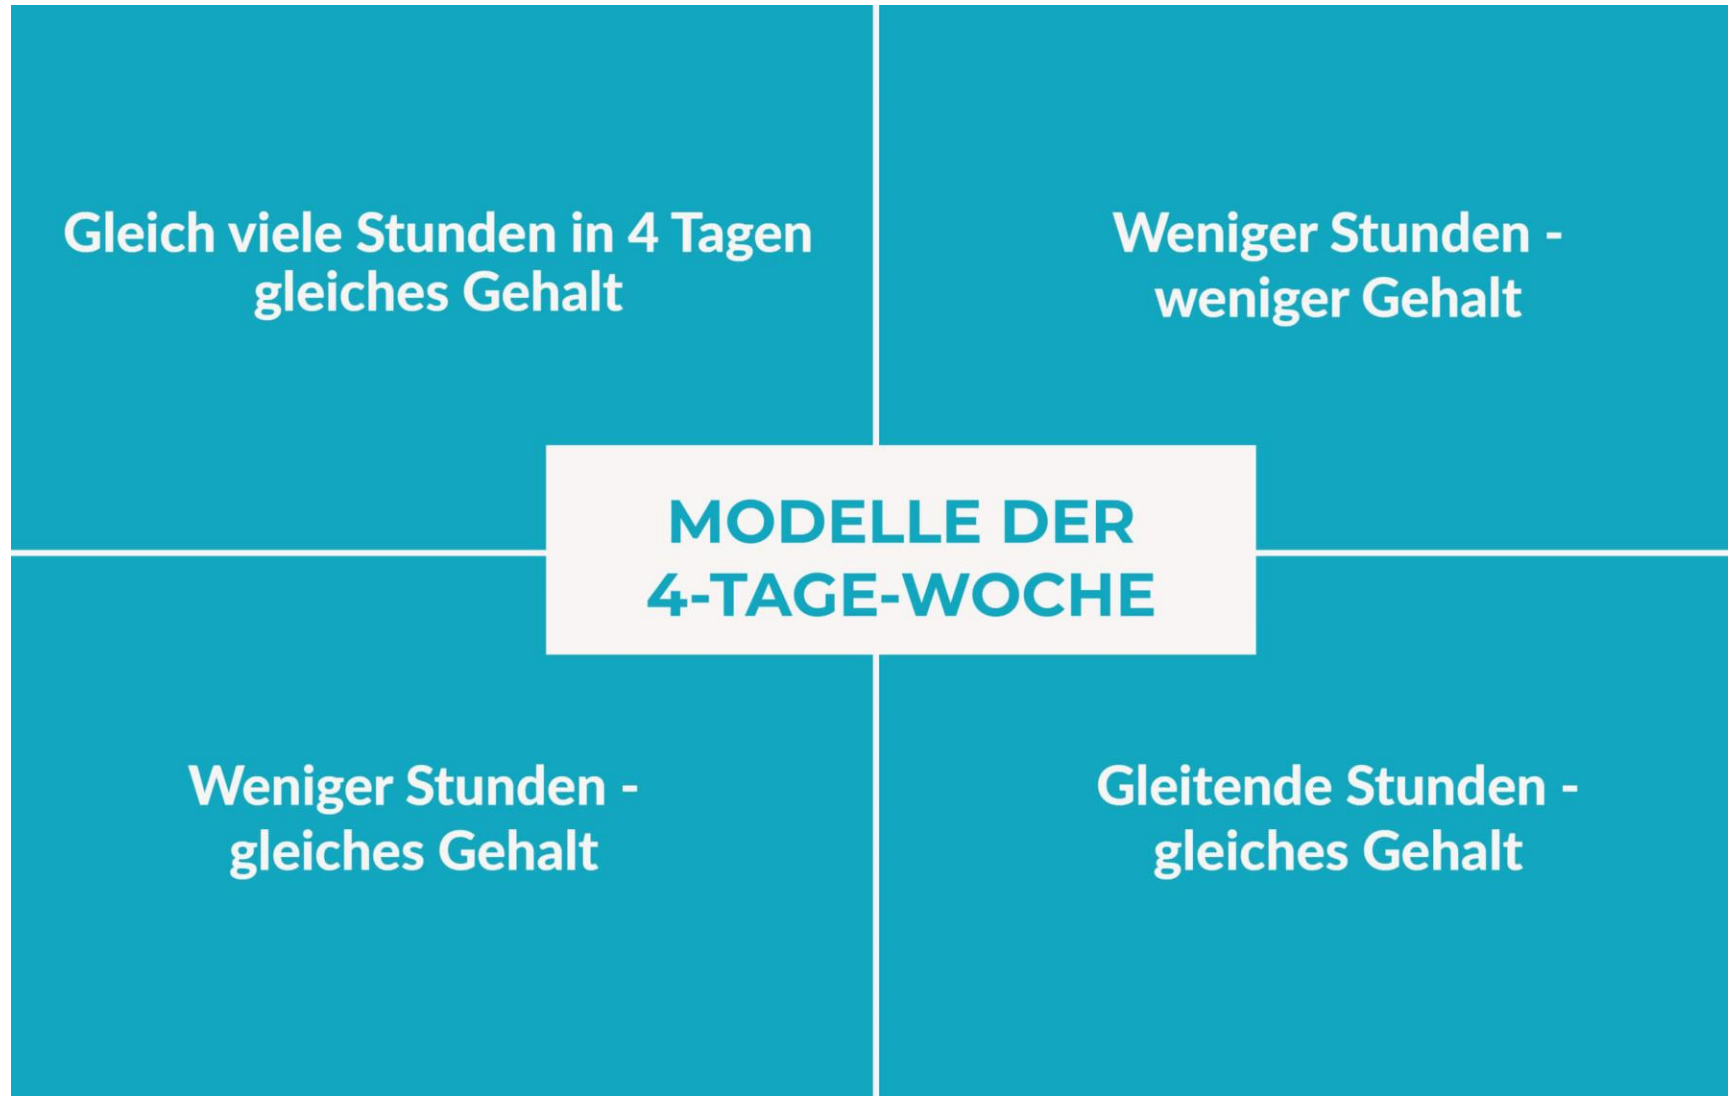 Gleich viele Stunden in 4 Tagen
gleiches Gehalt
Weniger Stunden -
weniger Gehalt
MODELLE DER
4-TAGE-WOCHE
Weniger Stunden -
gleiches Gehalt
Gleitende Stunden -
gleiches Gehalt